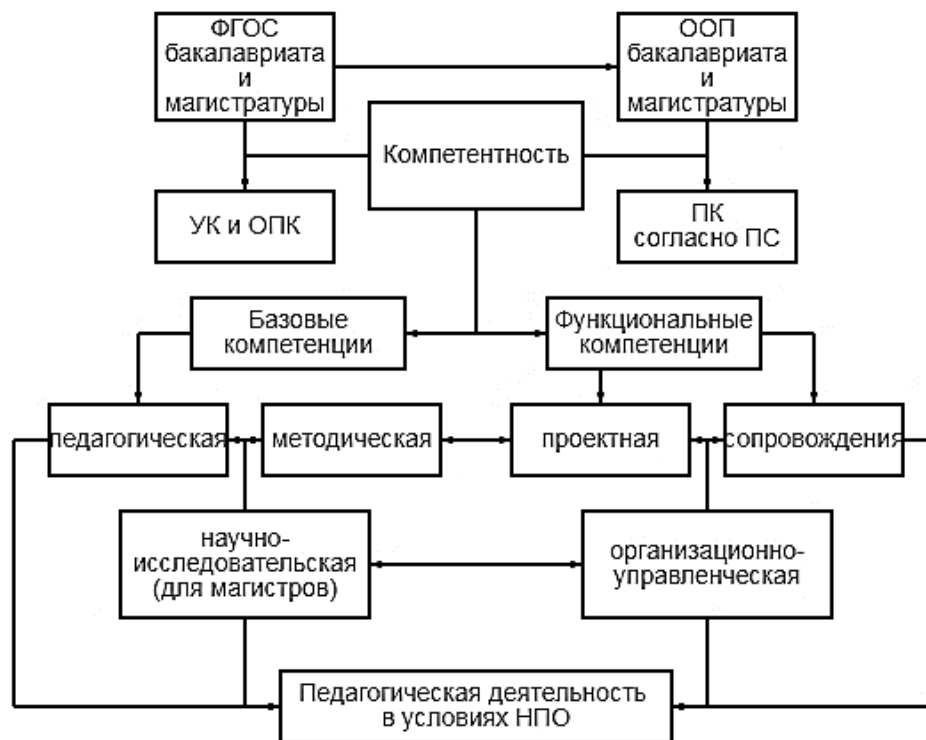 ФГОС
бакалавриата
и
магистратуры
ООП
бакалавриата
и
магистратуры
Компетентность
УК и ОПК
ПК
согласно ПС
Базовые
компетенции
Функциональные
компетенции
педагогическая
методическая
проектная
сопровождения
научно-
исследовательская
(для магистров)
организационно-
управленческая
Педагогическая деятельность
в условиях НПО